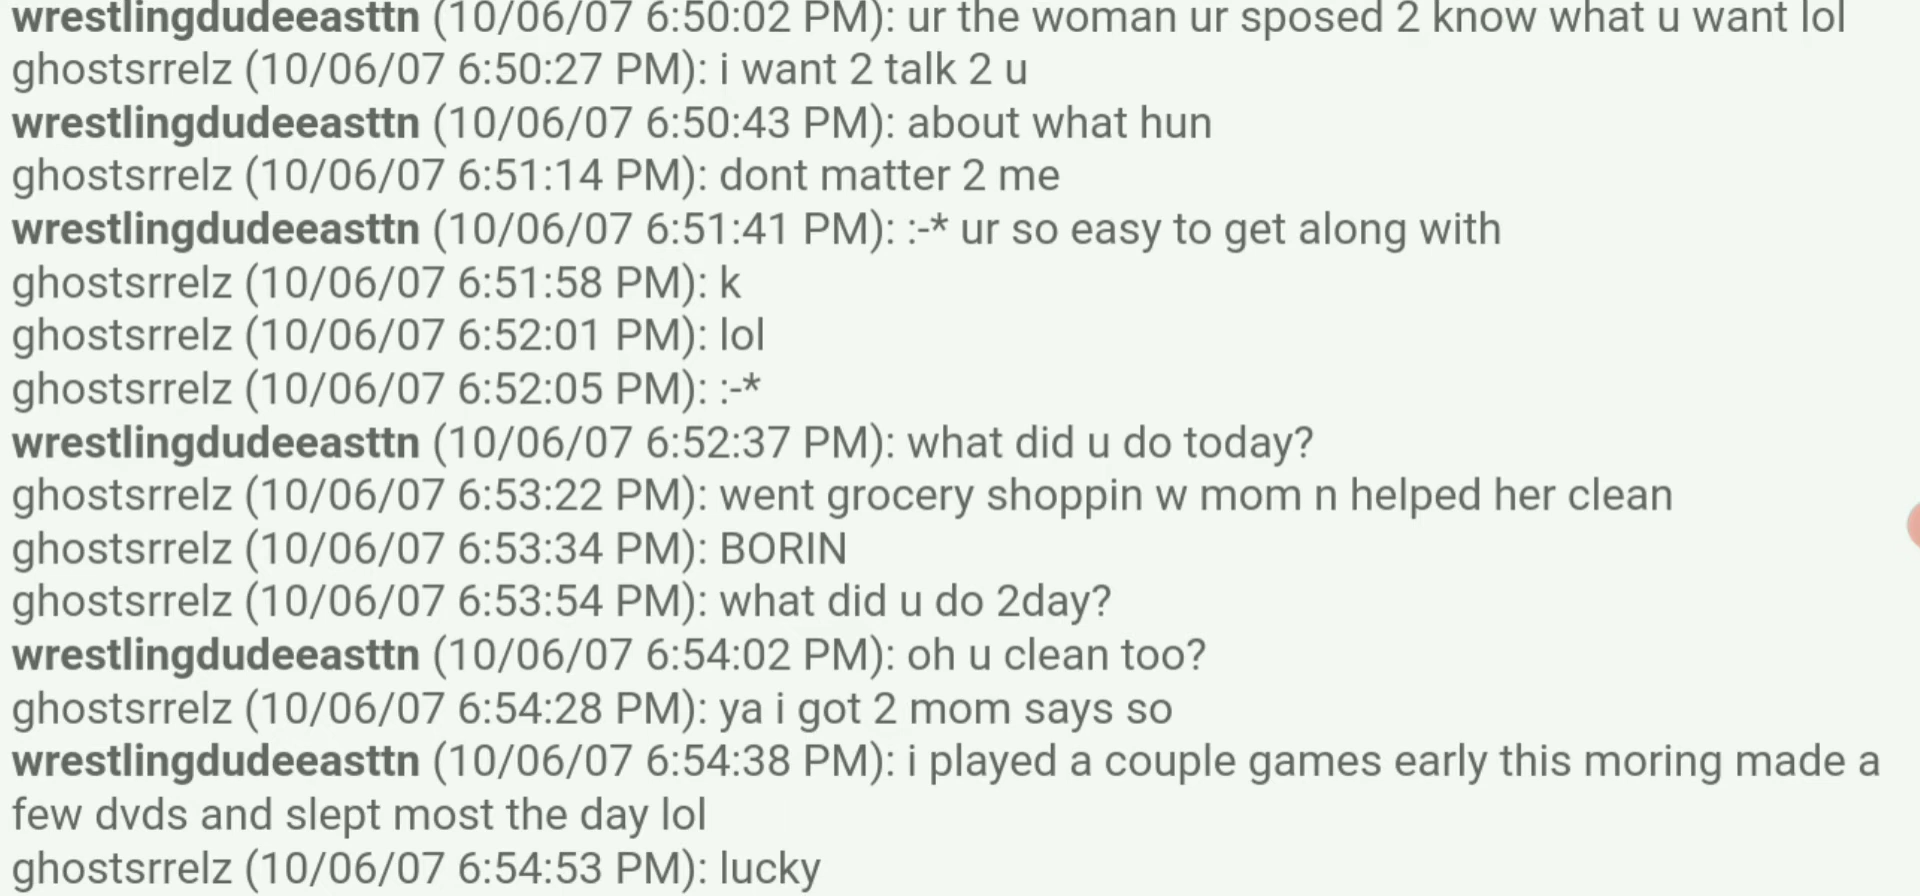 wrestlingdudeeasttn (10/06/07 6:50:02 PM): ur the woman ur sposed 2 know what u want lol
ghostsrrelz (10/06/07 6:50:27 PM): i want 2 talk 2 u
wrestlingdudeeasttn (10/06/07 6:50:43 PM): about what hun
ghostsrrelz (10/06/07 6:51:14 PM): dont matter 2 me
wrestlingdudeeasttn (10/06/07 6:51:41 PM): :-* ur so easy to get along with
ghostsrrelz (10/06/07 6:51:58 PM): k
ghostsrrelz (10/06/07 6:52:01 PM): lol
ghostsrrelz (10/06/07 6:52:05 PM): :-*
wrestlingdudeeasttn (10/06/07 6:52:37 PM): what did u do today?
ghostsrrelz (10/06/07 6:53:22 PM): went grocery shoppin w mom n helped her clean
ghostsrrelz (10/06/07 6:53:34 PM): BORIN
ghostsrrelz (10/06/07 6:53:54 PM): what did u do 2day?
wrestlingdudeeasttn (10/06/07 6:54:02 PM): oh u clean too?
ghostsrrelz (10/06/07 6:54:28 PM): ya i got 2 mom says so
wrestlingdudeeasttn (10/06/07 6:54:38 PM): i played a couple games early this moring made a
few dvds and slept most the day lol
ghostsrrelz (10/06/07 6:54:53 PM): lucky